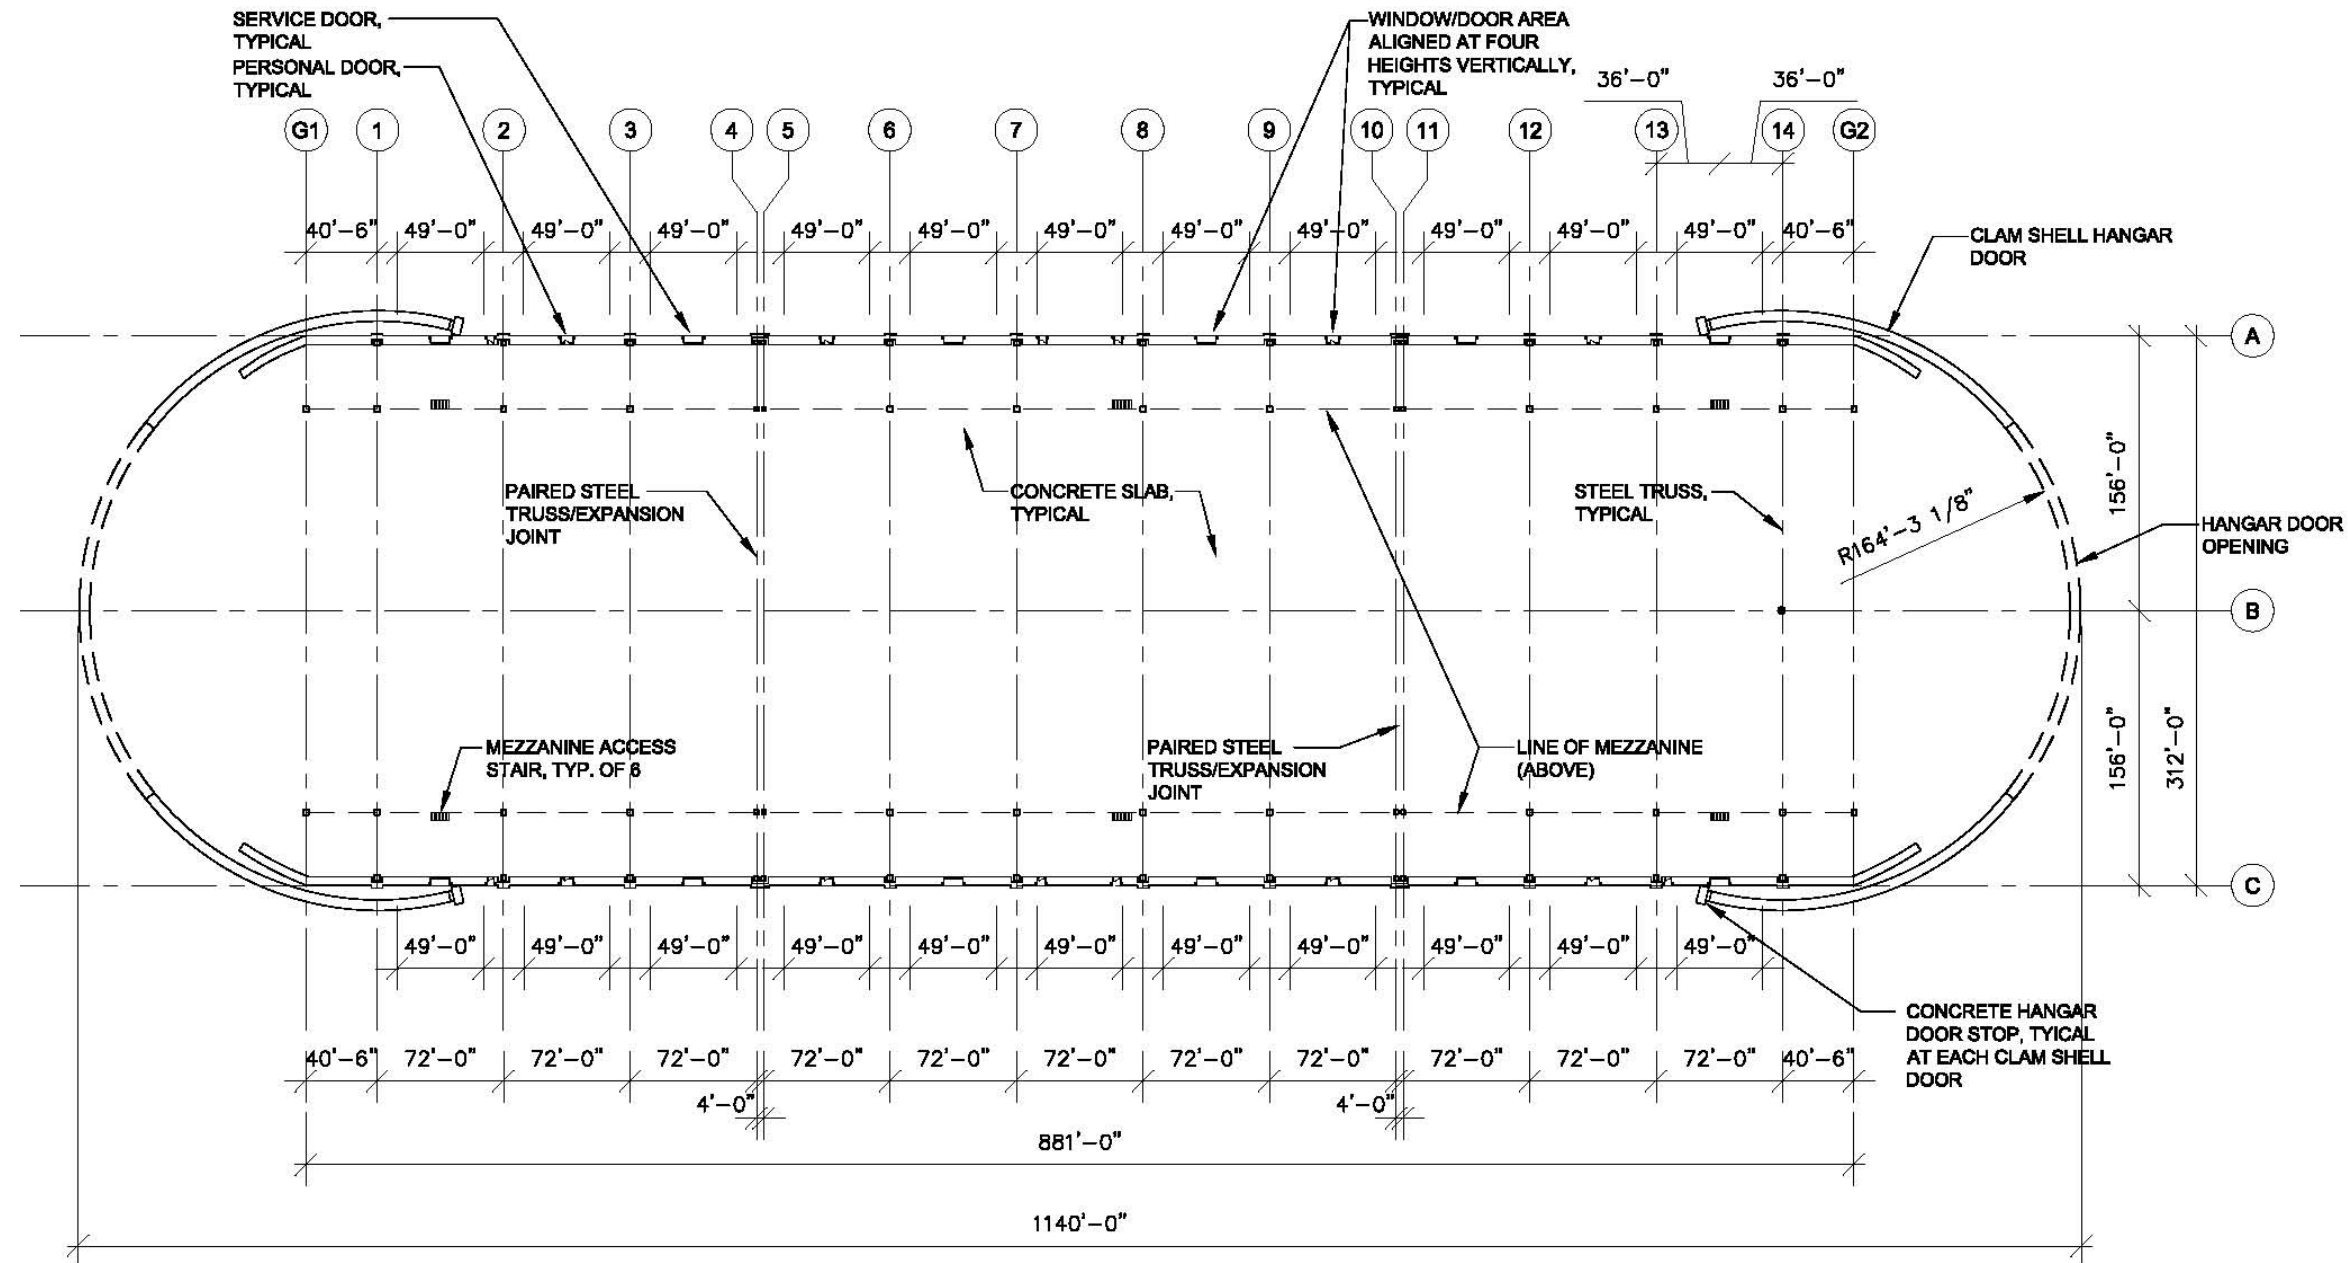 SERVICE DOOR,
TYPICAL
PERSONAL DOOR,
TYPICAL
WINDOW/DOOR AREA
ALIGNED AT FOUR
HEIGHTS VERTICALLY,
TYPICAL
36'-0" 36'-0"
G1 1 2 3 4 5 6 7 8 9 10 11 12 13 14 G2
40'-6" 49'-0" 49'-0" 49'-0" 49'-0" 49'-0" 49'-0" 49'-0" 49'-0" 49'-0" 49'-0" 49'-0" 40'-6"
CLAM SHELL HANGAR
DOOR
A
PAIRED STEEL
TRUSS/EXPANSION
JOINT
CONCRETE SLAB,
TYPICAL
STEEL TRUSS,
TYPICAL
R164'-3 1/8"
156'-0"
HANGAR DOOR
OPENING
B
MEZZANINE ACCESS
STAIR, TYP. OF 6
PAIRED STEEL
TRUSS/EXPANSION
JOINT
LINE OF MEZZANINE
(ABOVE)
156'-0"
312'-0"
C
49'-0" 49'-0" 49'-0" 49'-0" 49'-0" 49'-0" 49'-0" 49'-0" 49'-0" 49'-0" 49'-0"
CONCRETE HANGAR
DOOR STOP, TYICAL
AT EACH CLAM SHELL
DOOR
40'-6" 72'-0" 72'-0" 72'-0" 72'-0" 72'-0" 72'-0" 72'-0" 72'-0" 72'-0" 72'-0" 72'-0" 40'-6"
4'-0" 4'-0"
881'-0"
1140'-0"